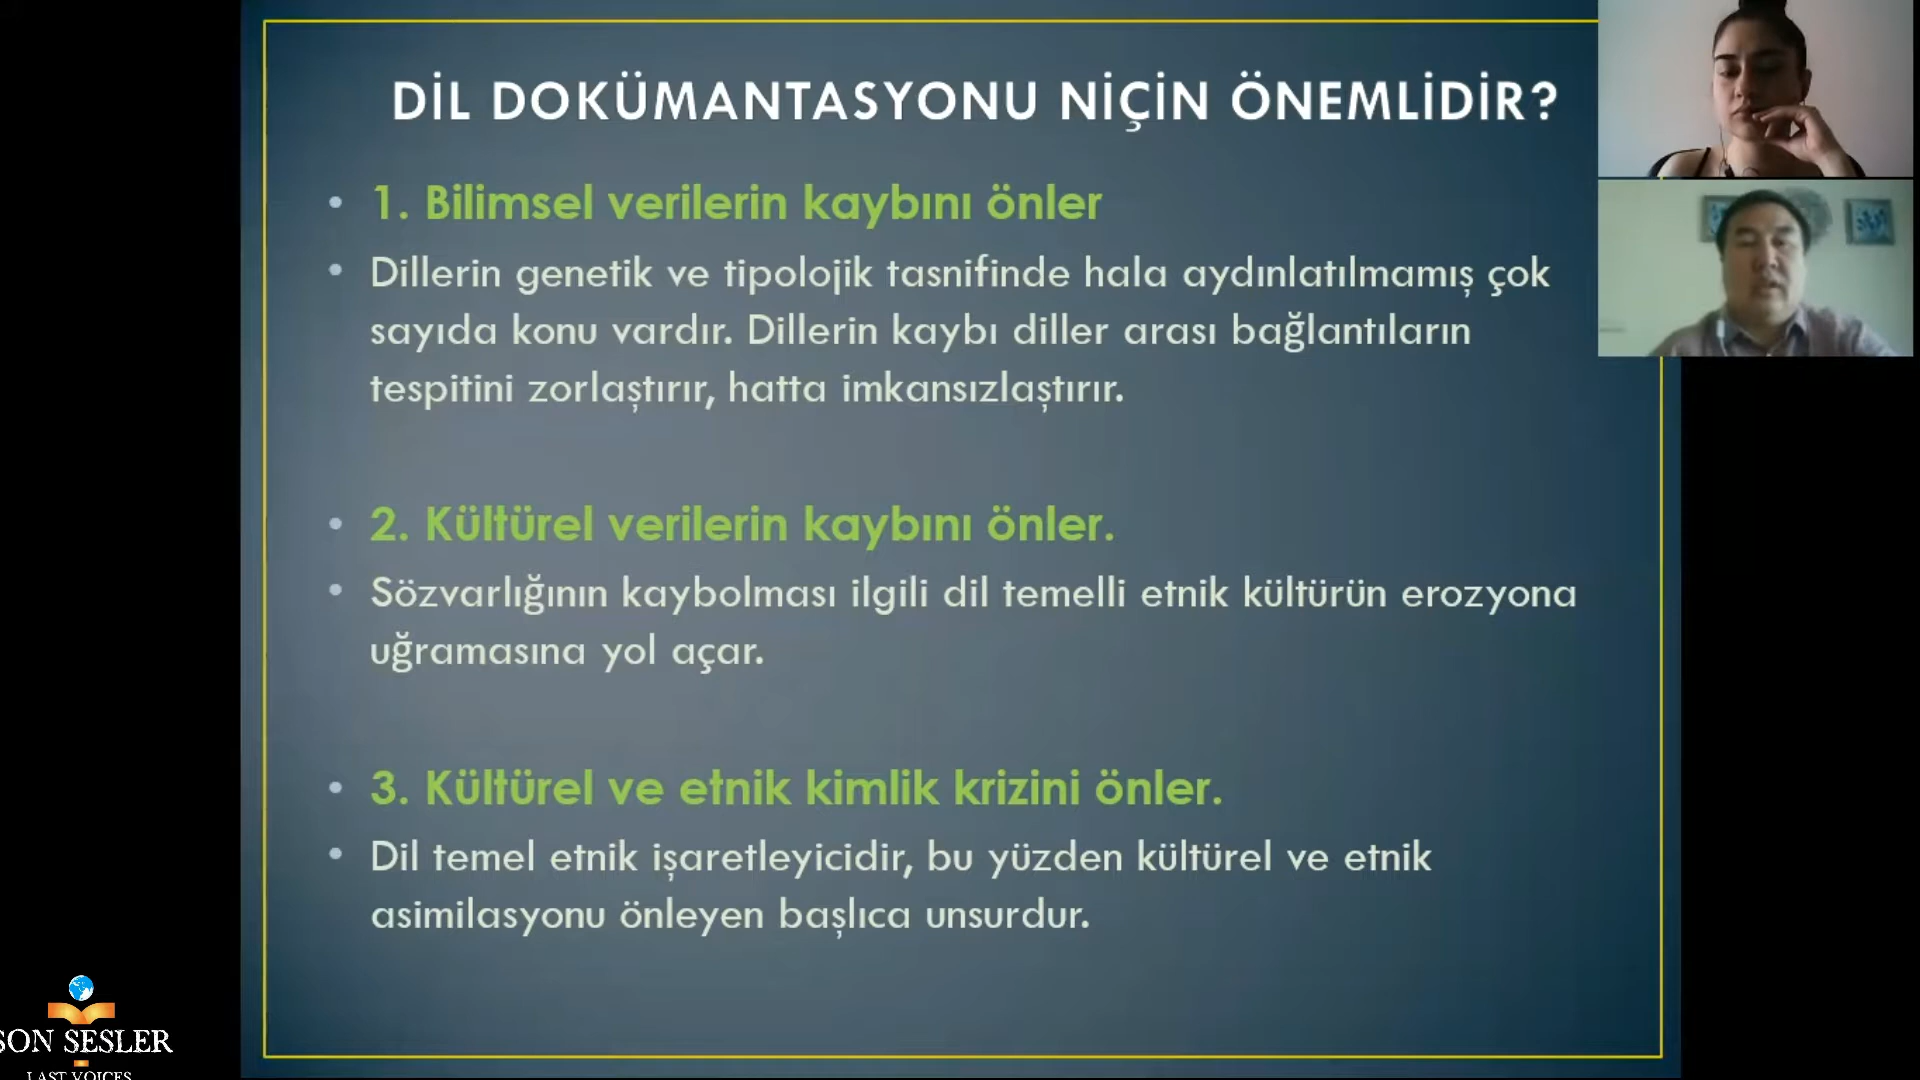 DİL DOKÜMANTASYONU NİÇİN ÖNEMLİDİR?
• 1. Bilimsel verilerin kaybını önler
• Dillerin genetik ve tipolojik tasnifinde hala aydınlatılmamış çok
sayıda konu vardır. Dillerin kaybı diller arası bağlantıların
tespitini zorlaştırır, hatta imkansızlaştırır.
• 2. Kültürel verilerin kaybını önler.
• Sözvarlığının kaybolması ilgili dil temelli etnik kültürün erozyona
uğramasına yol açar.
• 3. Kültürel ve etnik kimlik krizini önler.
• Dil temel etnik işaretleyicidir, bu yüzden kültürel ve etnik
asimilasyonu önleyen başlıca unsurdur.
SON SESLER
LAST VOICES